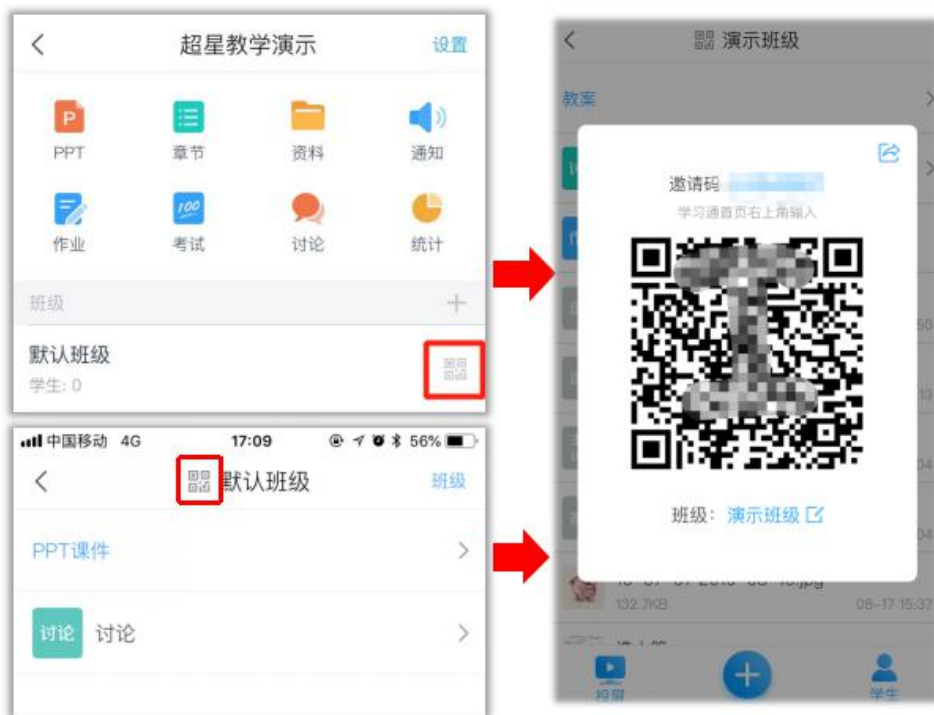 超星教学演示
设置
P
PPT
章节
资料
通知
作业
100
考试
讨论
统计
班级
默认班级
学生: 0
中国移动 4G 17:09 56%
默认班级
班级
PPT课件
讨论 讨论
演示班级
教案
邀请码
学习通首页右上角输入
班级: 演示班级
132.7KB
08-17 15:37
投屏
学生